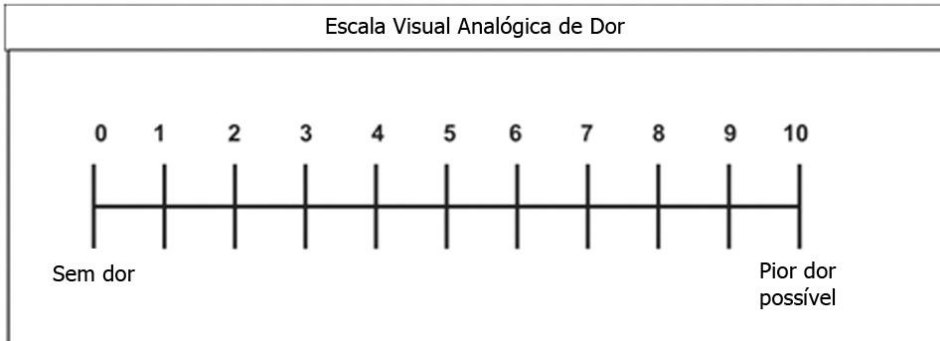 Escala Visual Analógica de Dor
0 1 2 3 4 5 6 7 8 9 10
Sem dor
Pior dor
possível